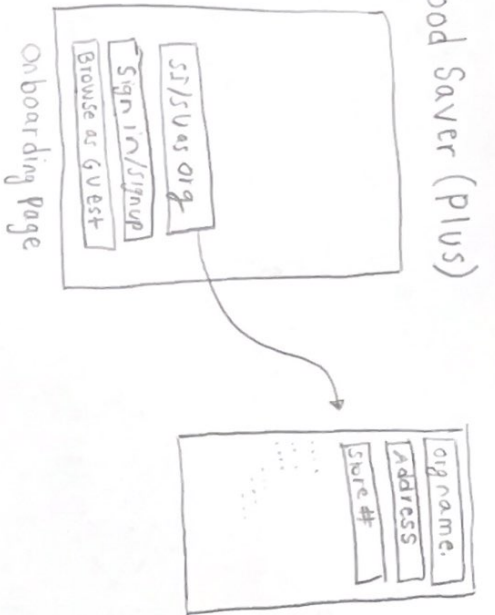 ood Saver (plus)
SI/SU as org
Sign in/signup
Browse as Guest
Onboarding Page
org name.
Address
Store #